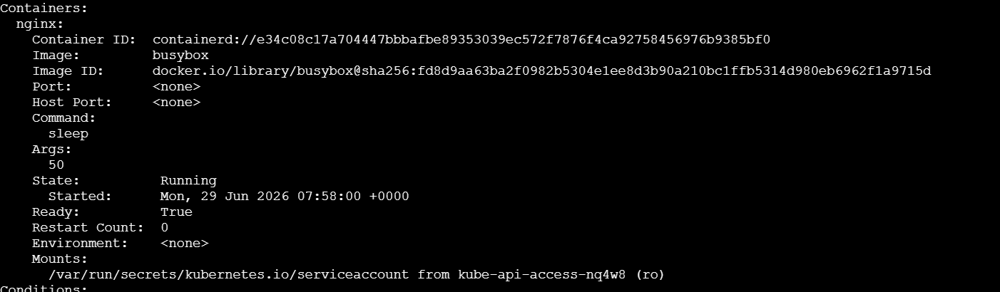 Containers:
  nginx:
    Container ID:  containerd://e34c08c17a704447bbbafbe89353039ec572f7876f4ca92758456976b9385bf0
    Image:         busybox
    Image ID:      docker.io/library/busybox@sha256:fd8d9aa63ba2f0982b5304e1ee8d3b90a210bc1ffb5314d980eb6962f1a9715d
    Port:          <none>
    Host Port:     <none>
    Command:
      sleep
    Args:
      50
    State:          Running
      Started:      Mon, 29 Jun 2026 07:58:00 +0000
    Ready:          True
    Restart Count:  0
    Environment:    <none>
    Mounts:
      /var/run/secrets/kubernetes.io/serviceaccount from kube-api-access-nq4w8 (ro)
Conditions: